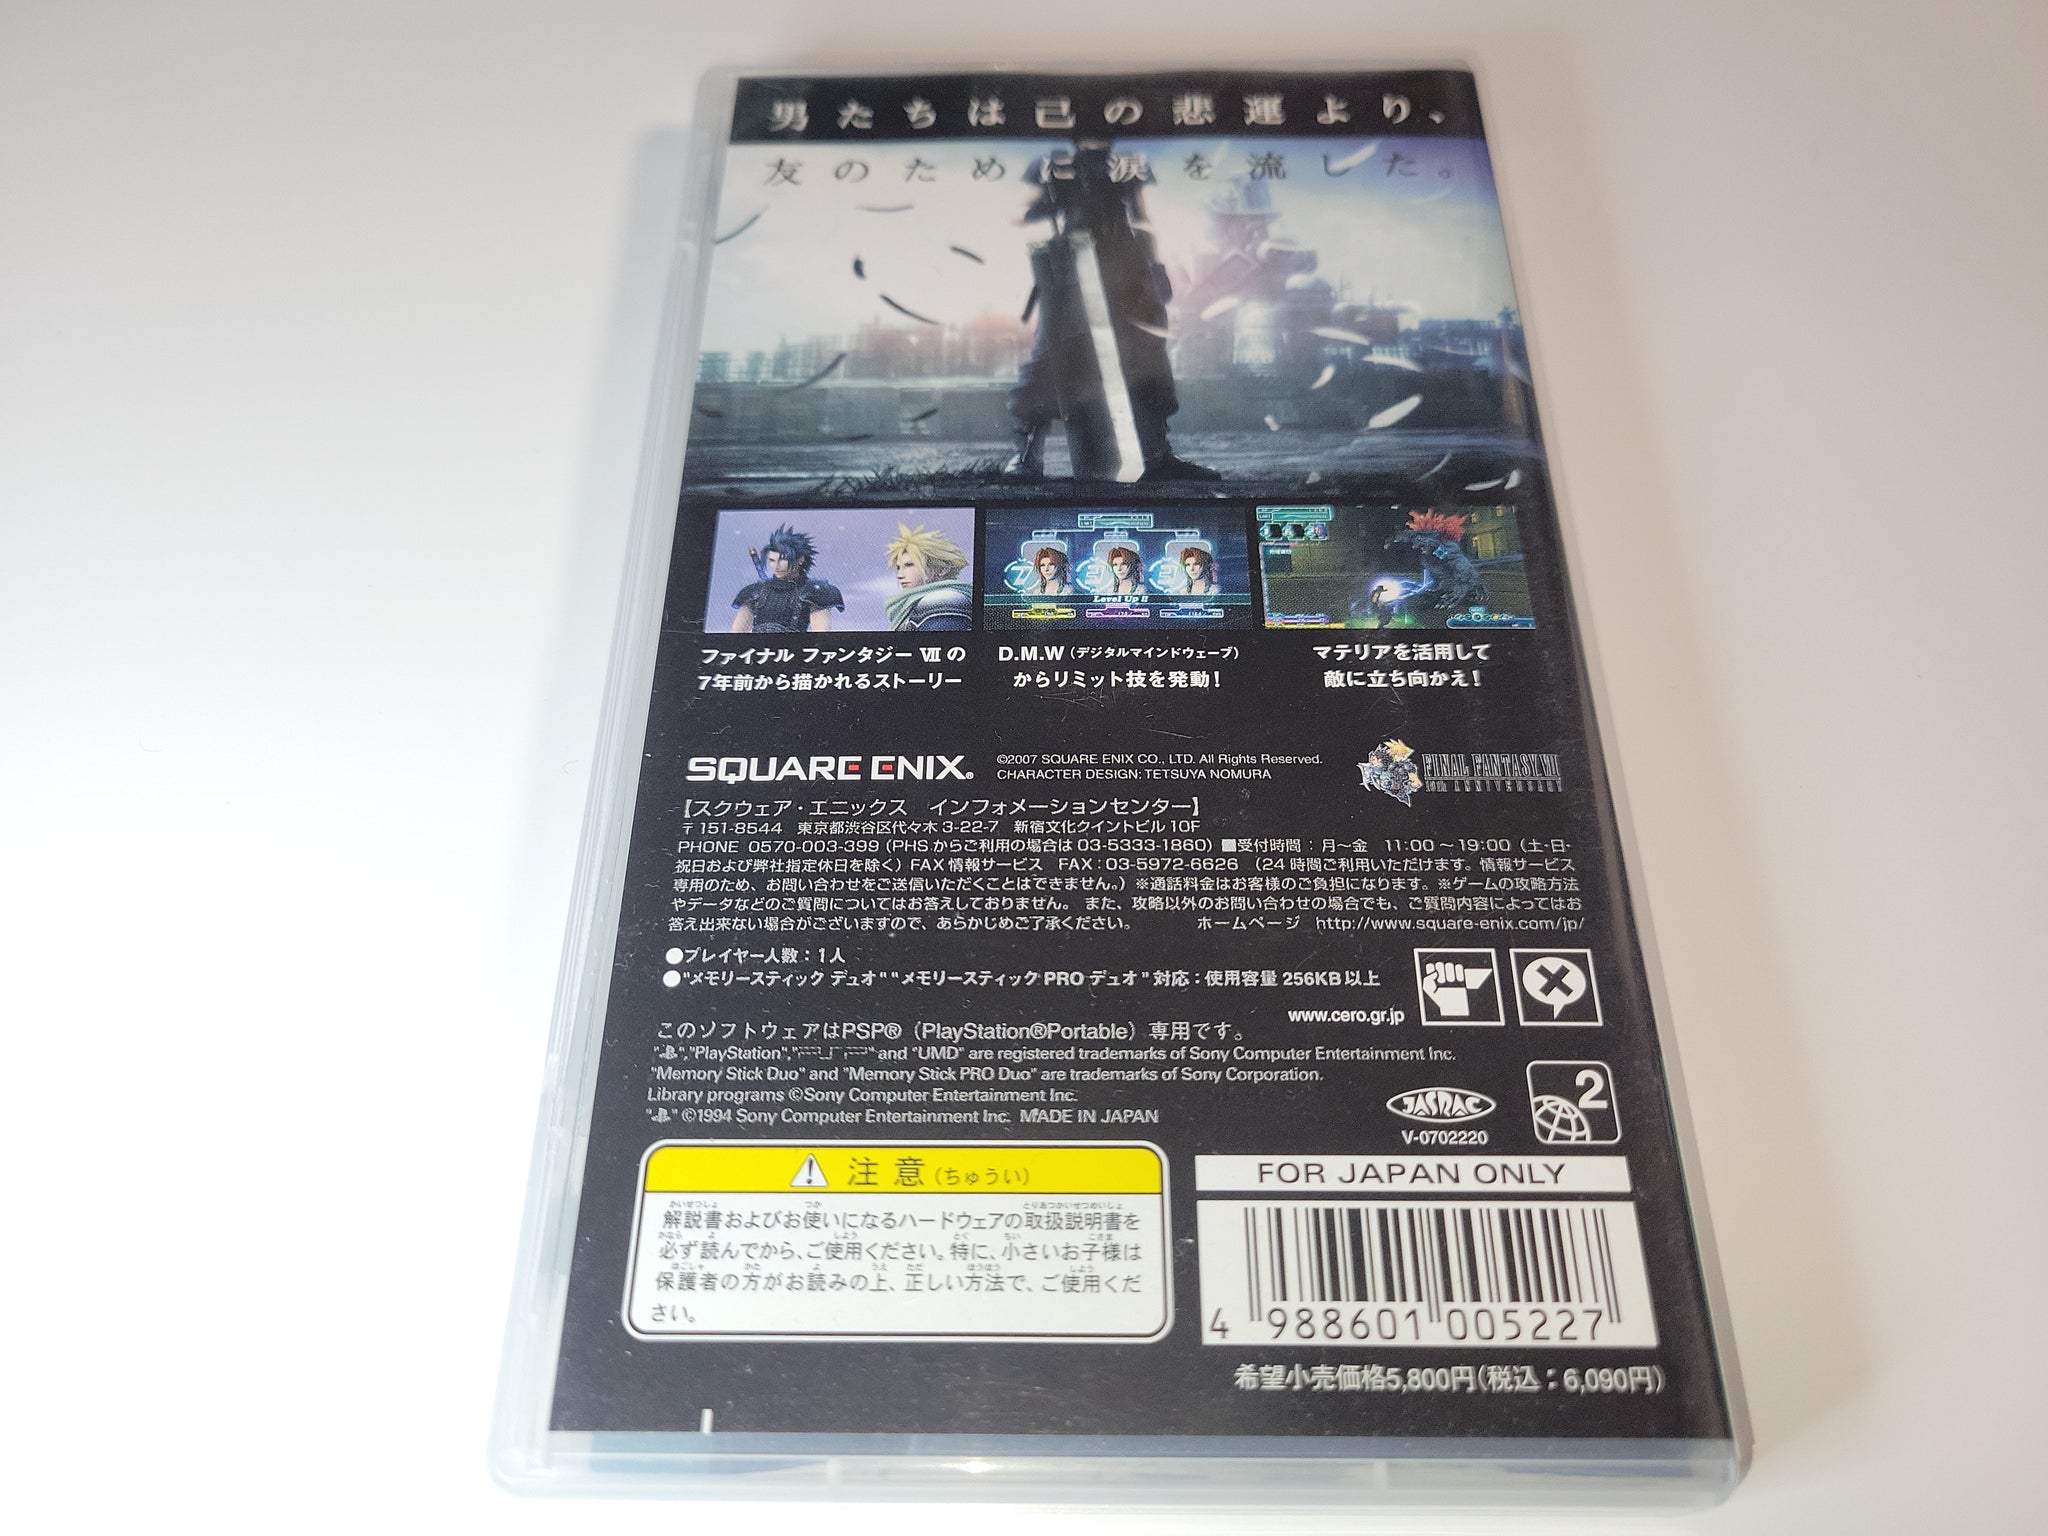 男たちは己の悲運より、
友のために涙を流した。
Level Up!!
ファイナル ファンタジー VII の
7年前から描かれるストーリー
D.M.W（デジタルマインドウェーブ）
からリミット技を発動！
マテリアを活用して
敵に立ち向かえ！
SQUARE ENIX®
©2007 SQUARE ENIX CO., LTD. All Rights Reserved.
CHARACTER DESIGN: TETSUYA NOMURA
FINAL FANTASY VII
10th ANNIVERSARY
【スクウェア・エニックス　インフォメーションセンター】
〒151-8544　東京都渋谷区代々木 3-22-7　新宿文化クイントビル 10F
PHONE 0570-003-399（PHS からご利用の場合は 03-5333-1860）■受付時間：月～金　11:00～19:00（土・日・
祝日および弊社指定休日を除く）FAX 情報サービス　FAX：03-5972-6626　（24 時間ご利用いただけます。情報サービス
専用のため、お問い合わせをご送信いただくことはできません。）※通話料金はお客様のご負担になります。※ゲームの攻略方法
やデータなどのご質問についてはお答えしておりません。また、攻略以外のお問い合わせの場合でも、ご質問内容によってはお
答え出来ない場合がございますので、あらかじめご了承ください。　ホームページ　http://www.square-enix.com/jp/
●プレイヤー人数：1人
●"メモリースティック デュオ" "メモリースティック PRO デュオ" 対応：使用容量 256KB以上
www.cero.gr.jp
このソフトウェアはPSP®（PlayStation®Portable）専用です。
"PlayStation", and "UMD" are registered trademarks of Sony Computer Entertainment Inc.
"Memory Stick Duo" and "Memory Stick PRO Duo" are trademarks of Sony Corporation.
Library programs ©Sony Computer Entertainment Inc.
©1994 Sony Computer Entertainment Inc. MADE IN JAPAN
JASRAC
V-0702220
2
注意（ちゅうい）
解説書およびお使いになるハードウェアの取扱説明書を
必ず読んでから、ご使用ください。特に、小さいお子様は
保護者の方がお読みの上、正しい方法で、ご使用くだ
さい。
FOR JAPAN ONLY
4 988601 005227
希望小売価格5,800円（税込：6,090円）